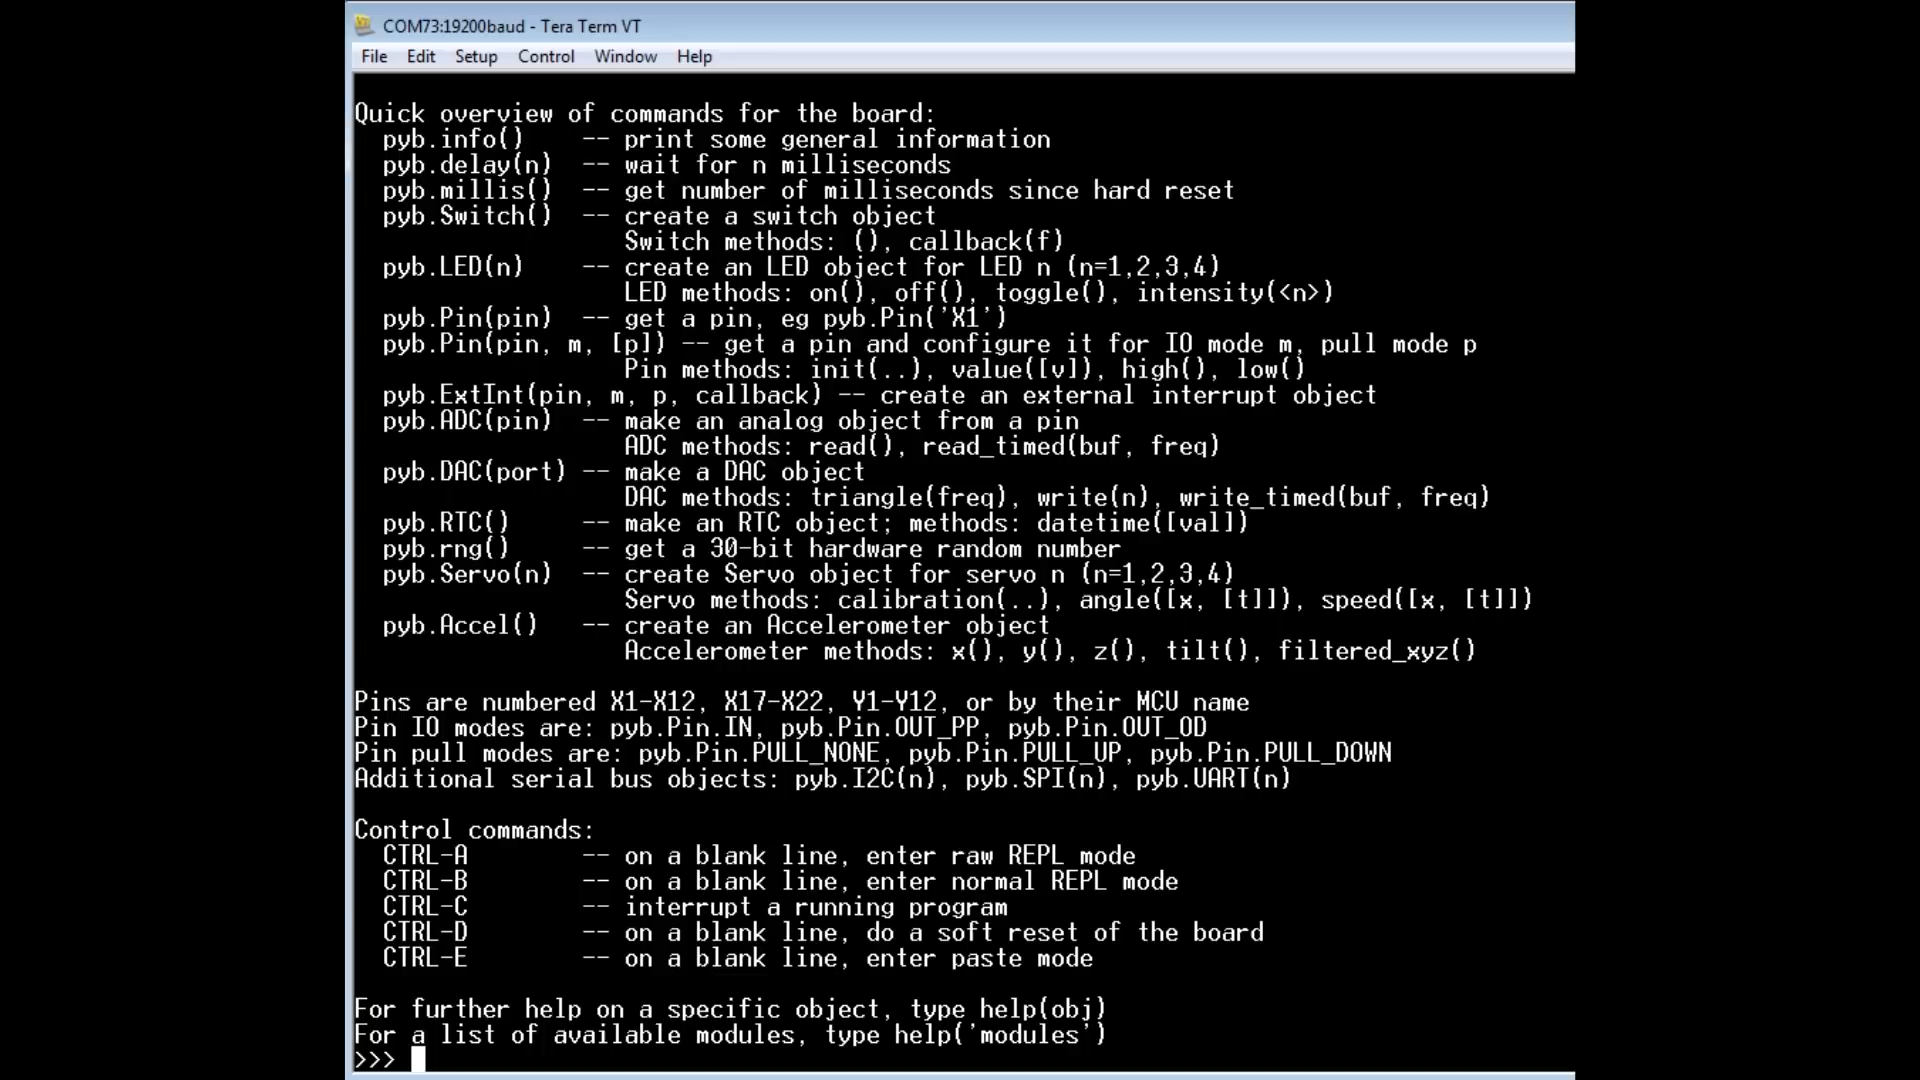 COM73:19200baud - Tera Term VT
File Edit Setup Control Window Help
Quick overview of commands for the board:
  pyb.info()    -- print some general information
  pyb.delay(n)  -- wait for n milliseconds
  pyb.millis()  -- get number of milliseconds since hard reset
  pyb.Switch()  -- create a switch object
                   Switch methods: (), callback(f)
  pyb.LED(n)    -- create an LED object for LED n (n=1,2,3,4)
                   LED methods: on(), off(), toggle(), intensity(<n>)
  pyb.Pin(pin)  -- get a pin, eg pyb.Pin('X1')
  pyb.Pin(pin, m, [p]) -- get a pin and configure it for IO mode m, pull mode p
                   Pin methods: init(..), value([v]), high(), low()
  pyb.ExtInt(pin, m, p, callback) -- create an external interrupt object
  pyb.ADC(pin)  -- make an analog object from a pin
                   ADC methods: read(), read_timed(buf, freq)
  pyb.DAC(port) -- make a DAC object
                   DAC methods: triangle(freq), write(n), write_timed(buf, freq)
  pyb.RTC()     -- make an RTC object; methods: datetime([val])
  pyb.rng()     -- get a 30-bit hardware random number
  pyb.Servo(n)  -- create Servo object for servo n (n=1,2,3,4)
                   Servo methods: calibration(..), angle([x, [t]]), speed([x, [t]])
  pyb.Accel()   -- create an Accelerometer object
                   Accelerometer methods: x(), y(), z(), tilt(), filtered_xyz()
Pins are numbered X1-X12, X17-X22, Y1-Y12, or by their MCU name
Pin IO modes are: pyb.Pin.IN, pyb.Pin.OUT_PP, pyb.Pin.OUT_OD
Pin pull modes are: pyb.Pin.PULL_NONE, pyb.Pin.PULL_UP, pyb.Pin.PULL_DOWN
Additional serial bus objects: pyb.I2C(n), pyb.SPI(n), pyb.UART(n)
Control commands:
  CTRL-A        -- on a blank line, enter raw REPL mode
  CTRL-B        -- on a blank line, enter normal REPL mode
  CTRL-C        -- interrupt a running program
  CTRL-D        -- on a blank line, do a soft reset of the board
  CTRL-E        -- on a blank line, enter paste mode
For further help on a specific object, type help(obj)
For a list of available modules, type help('modules')
>>>